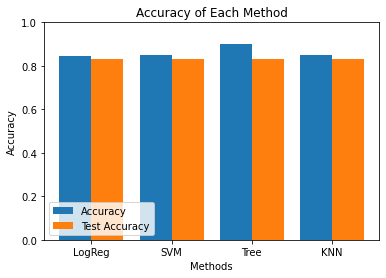 Accuracy of Each Method
1.0
0.8
0.6
0.4
0.2
0.0
Accuracy
Accuracy
Test Accuracy
LogReg SVM Tree KNN
Methods